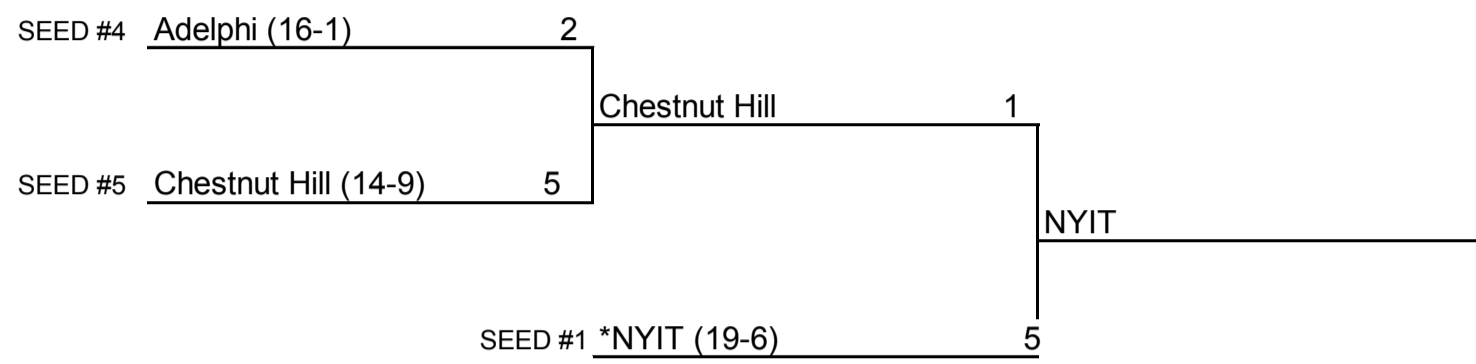 SEED #4 Adelphi (16-1) 2
Chestnut Hill 1
SEED #5 Chestnut Hill (14-9) 5
NYIT
SEED #1 *NYIT (19-6) 5